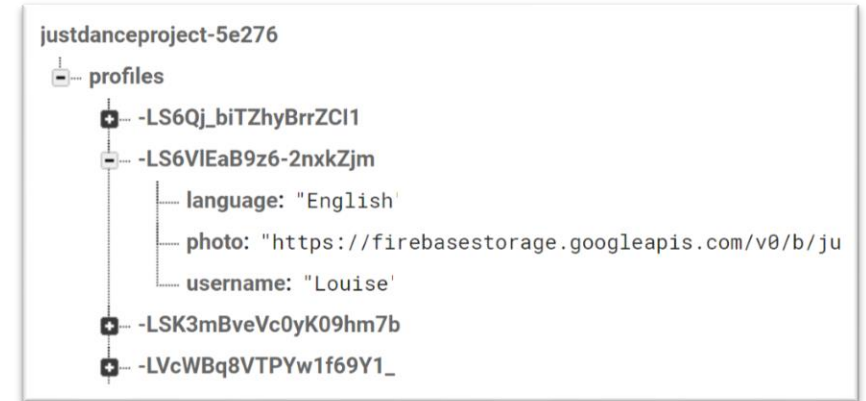 justdanceproject-5e276
profiles
-LS6Qj_biTZhyBrrZCI1
-LS6VlEaB9z6-2nxkZjm
language: "English'
photo: "https://firebasestorage.googleapis.com/v0/b/ju
username: "Louise'
-LSK3mBveVc0yK09hm7b
-LVcWBq8VTPYw1f69Y1_